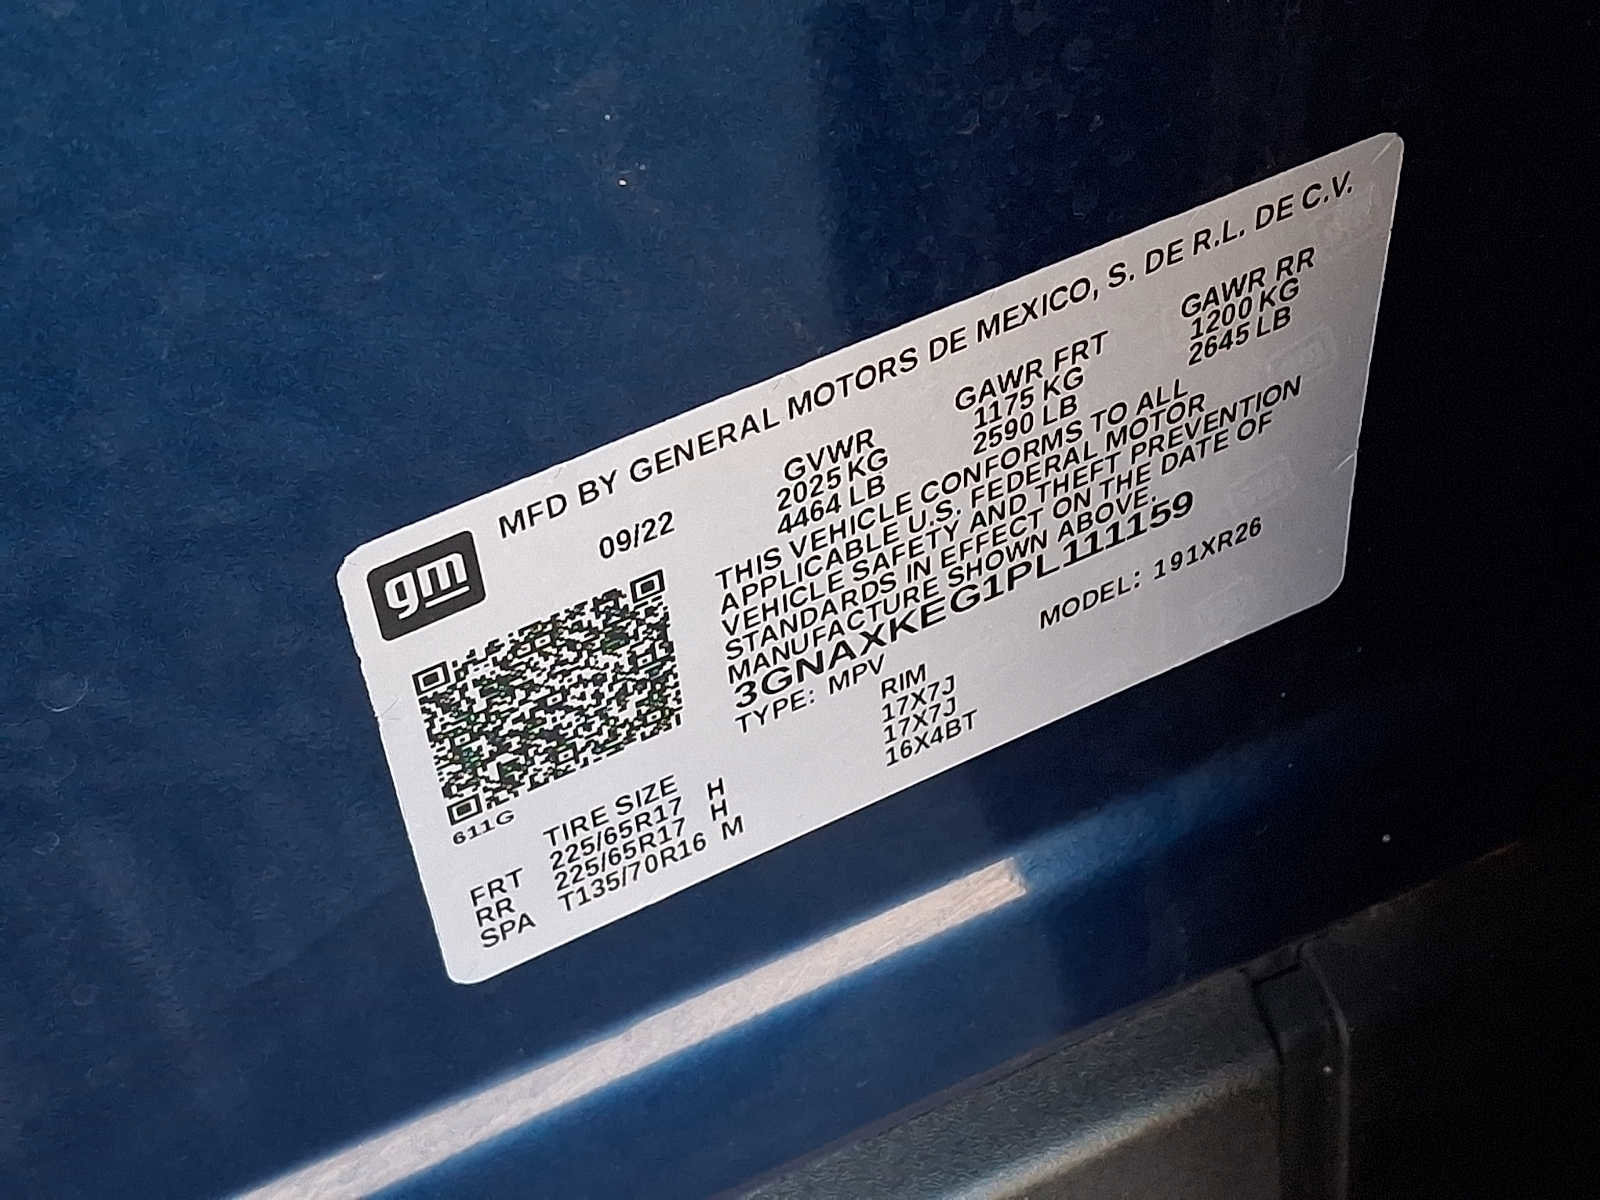 MFD BY GENERAL MOTORS DE MEXICO, S. DE R.L. DE C.V.
gm
09/22
GVWR GAWR FRT GAWR RR
2025 KG 1175 KG 1200 KG
4464 LB 2590 LB 2645 LB
THIS VEHICLE CONFORMS TO ALL
APPLICABLE U.S. FEDERAL MOTOR
VEHICLE SAFETY AND THEFT PREVENTION
STANDARDS IN EFFECT ON THE DATE OF
MANUFACTURE SHOWN ABOVE.
3GNAXKEG1PL111159
TYPE: MPV MODEL: 191XR26
611G
TIRE SIZE RIM
FRT 225/65R17 H 17X7J
RR 225/65R17 H 17X7J
SPA T135/70R16 M 16X4BT